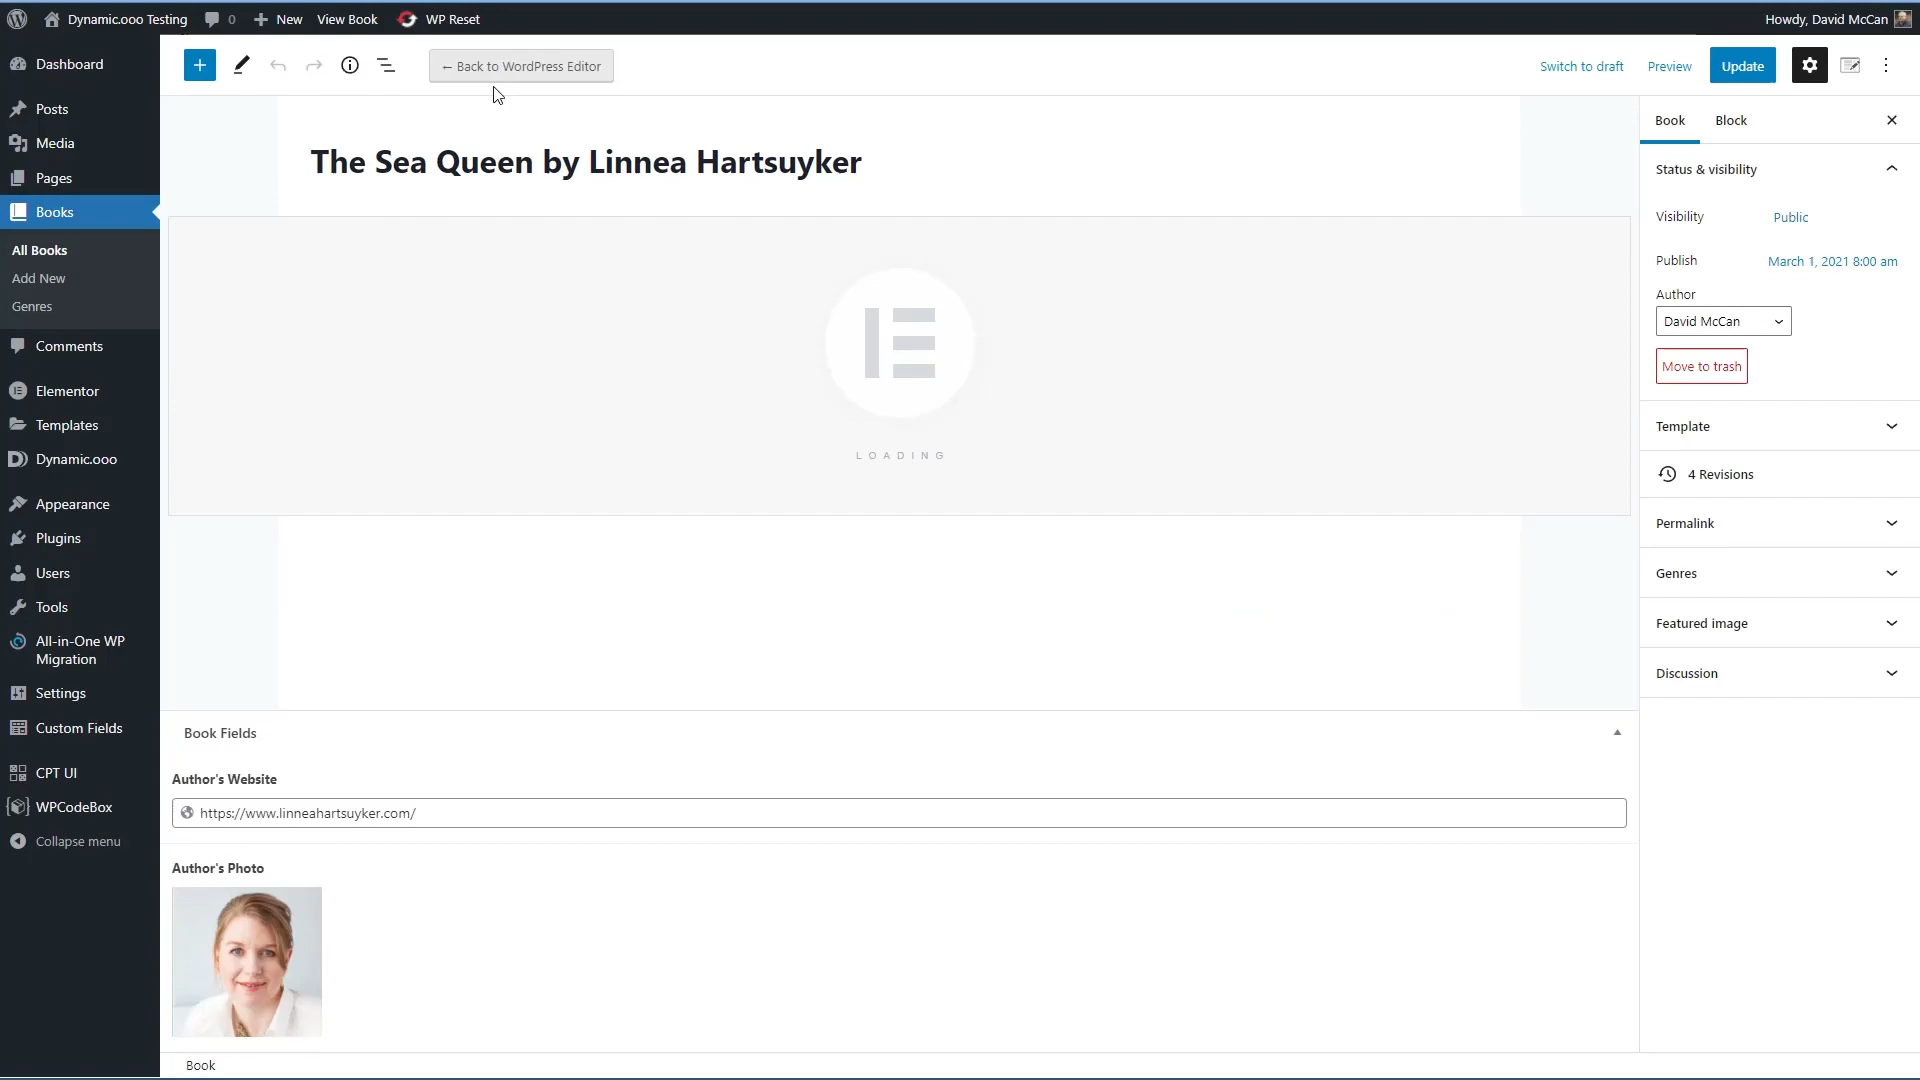 Dynamic.ooo Testing 0 New View Book WP Reset Howdy, David McCan
Dashboard
Posts
Media
Pages
Books
All Books
Add New
Genres
Comments
Elementor
Templates
Dynamic.ooo
Appearance
Plugins
Users
Tools
All-in-One WP
Migration
Settings
Custom Fields
CPT UI
WPCodeBox
Collapse menu
← Back to WordPress Editor
Switch to draft Preview Update
The Sea Queen by Linnea Hartsuyker
LOADING
Book Fields
Author's Website
https://www.linneahartsuyker.com/
Author's Photo
Book
Book Block
Status & visibility
Visibility Public
Publish March 1, 2021 8:00 am
Author
David McCan
Move to trash
Template
4 Revisions
Permalink
Genres
Featured image
Discussion